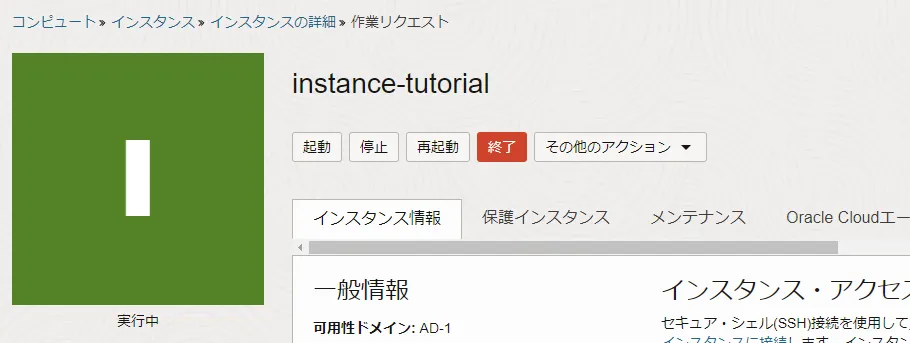 コンピュート » インスタンス » インスタンスの詳細 » 作業リクエスト
I
instance-tutorial
起動 停止 再起動 終了 その他のアクション
インスタンス情報 保護インスタンス メンテナンス Oracle Cloudエー
実行中
一般情報
可用性ドメイン: AD-1
インスタンス・アクセス
セキュア・シェル(SSH)接続を使用して
インスタンスに接続します。インスタン